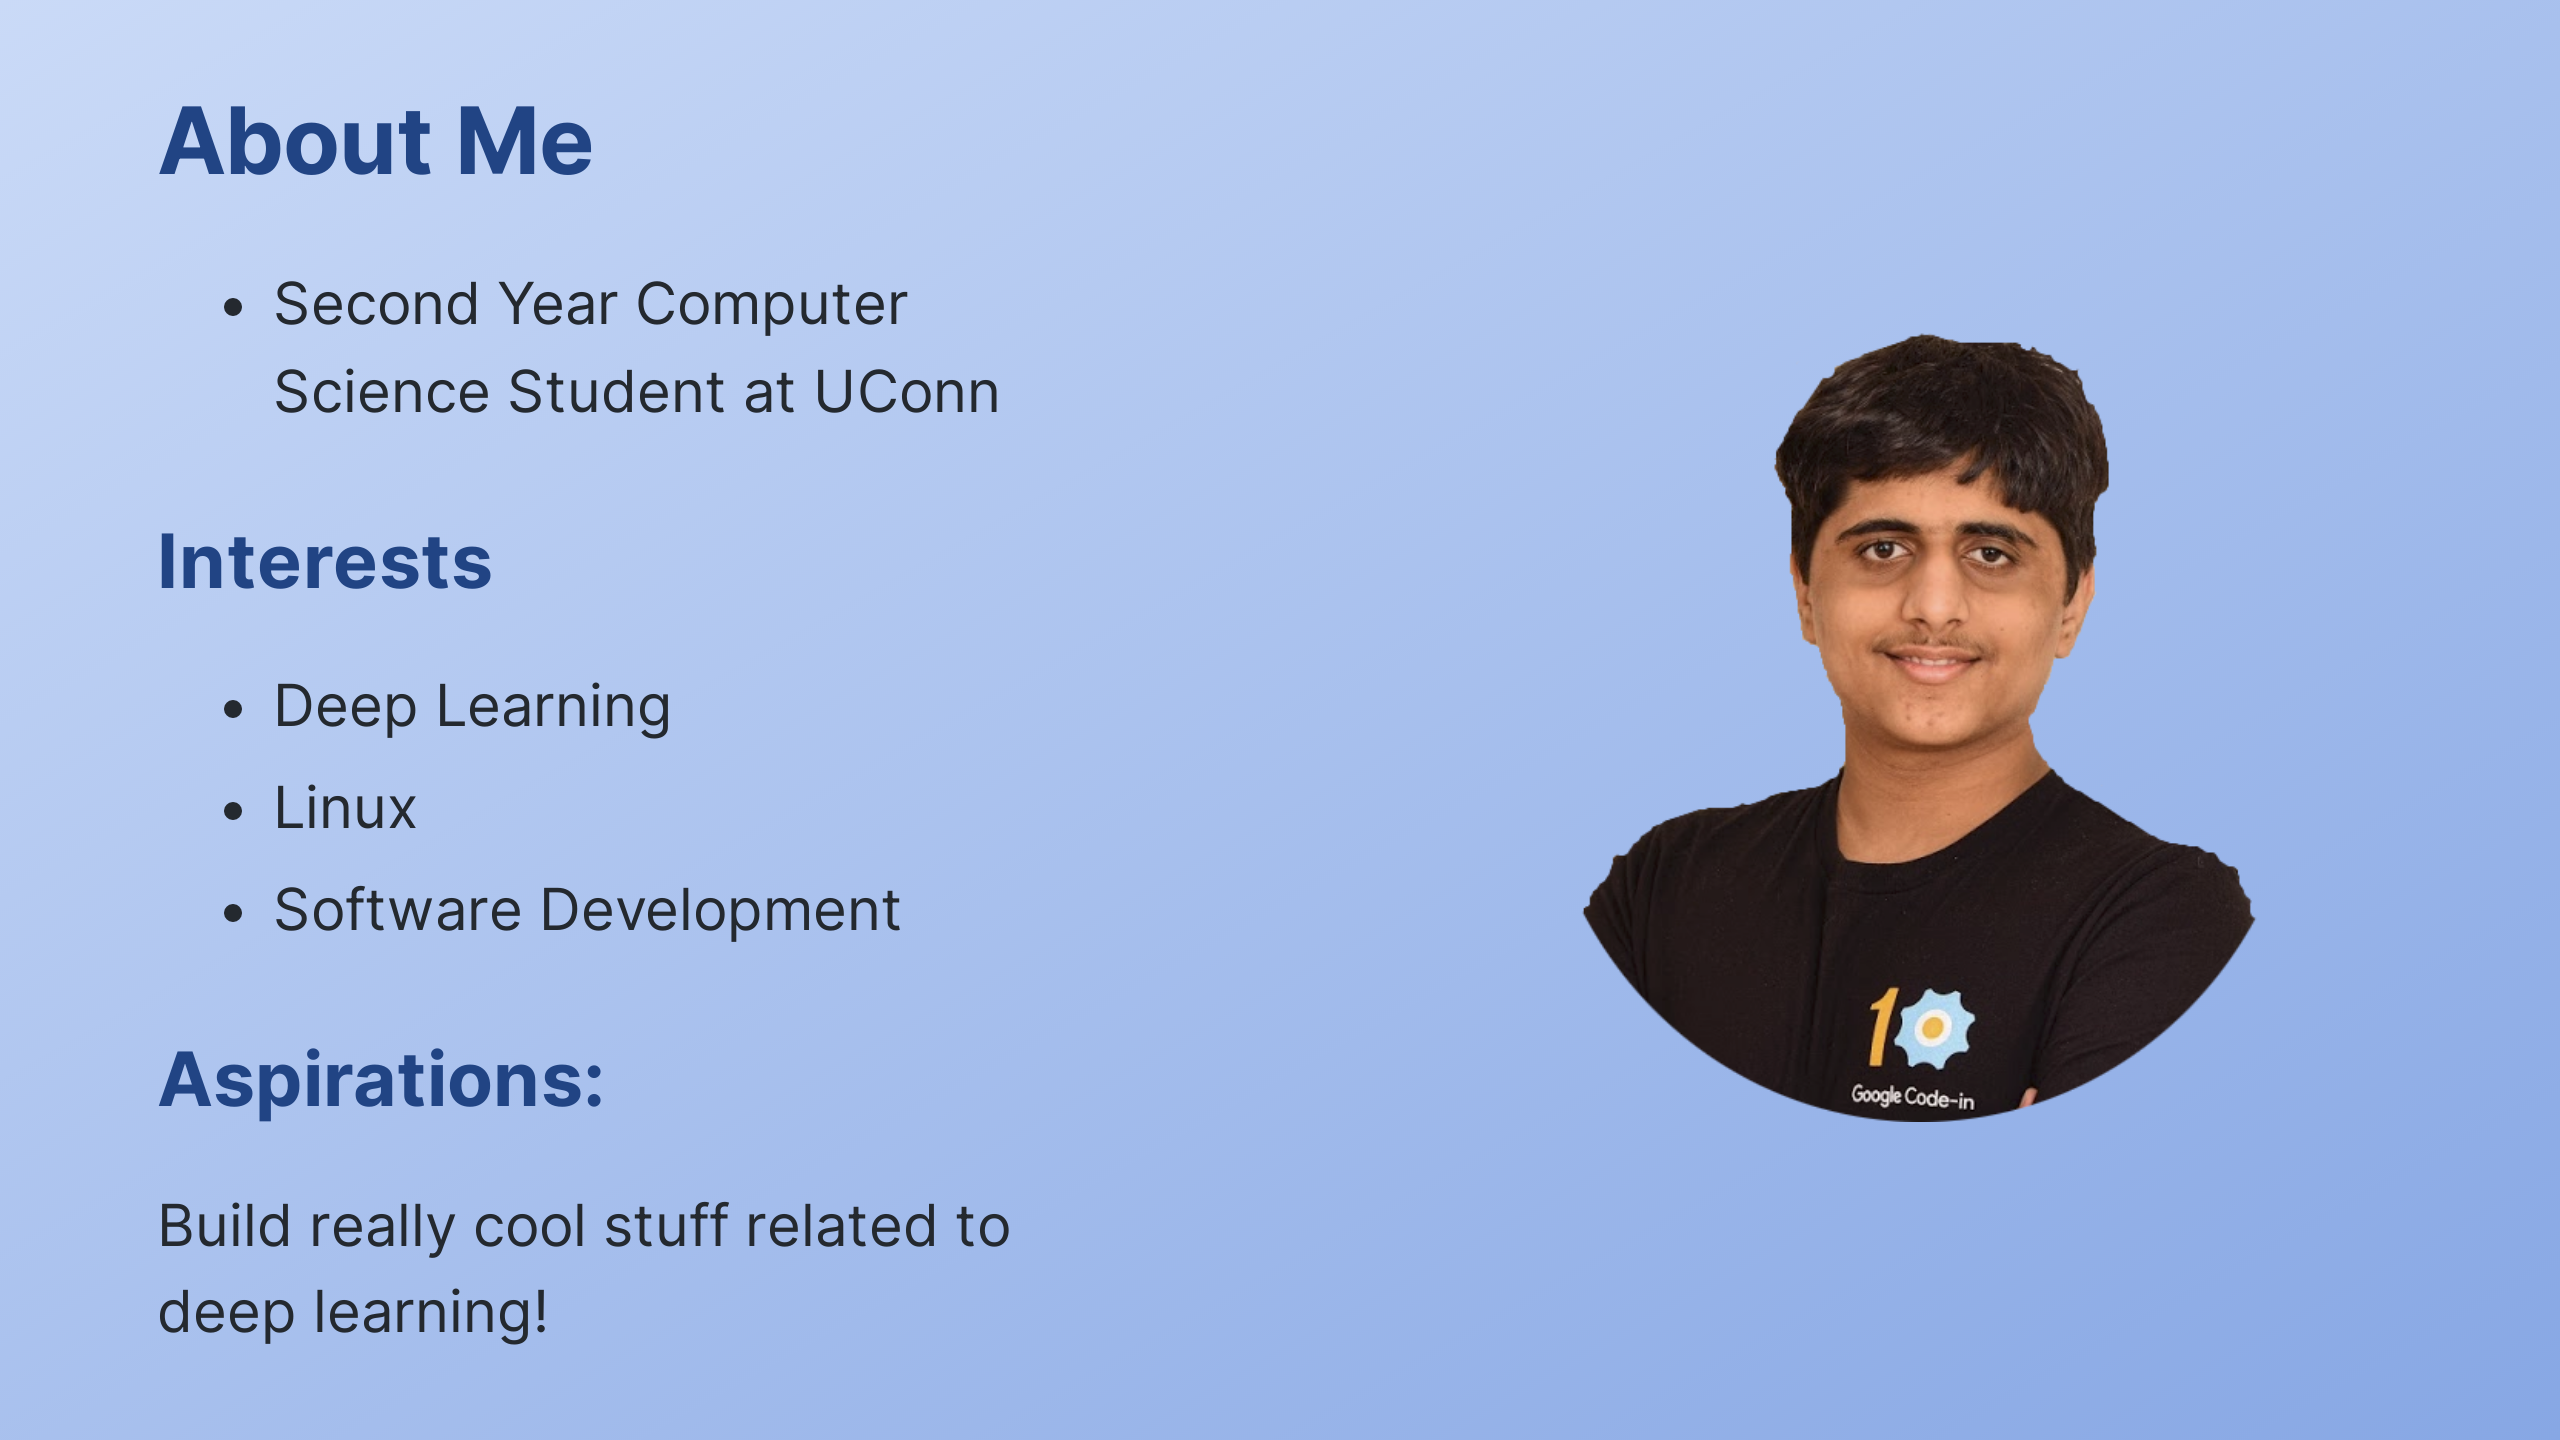 About Me
Second Year Computer
Science Student at UConn
Interests
Deep Learning
Linux
Software Development
Aspirations:
Build really cool stuff related to
deep learning!
10
Google Code-in